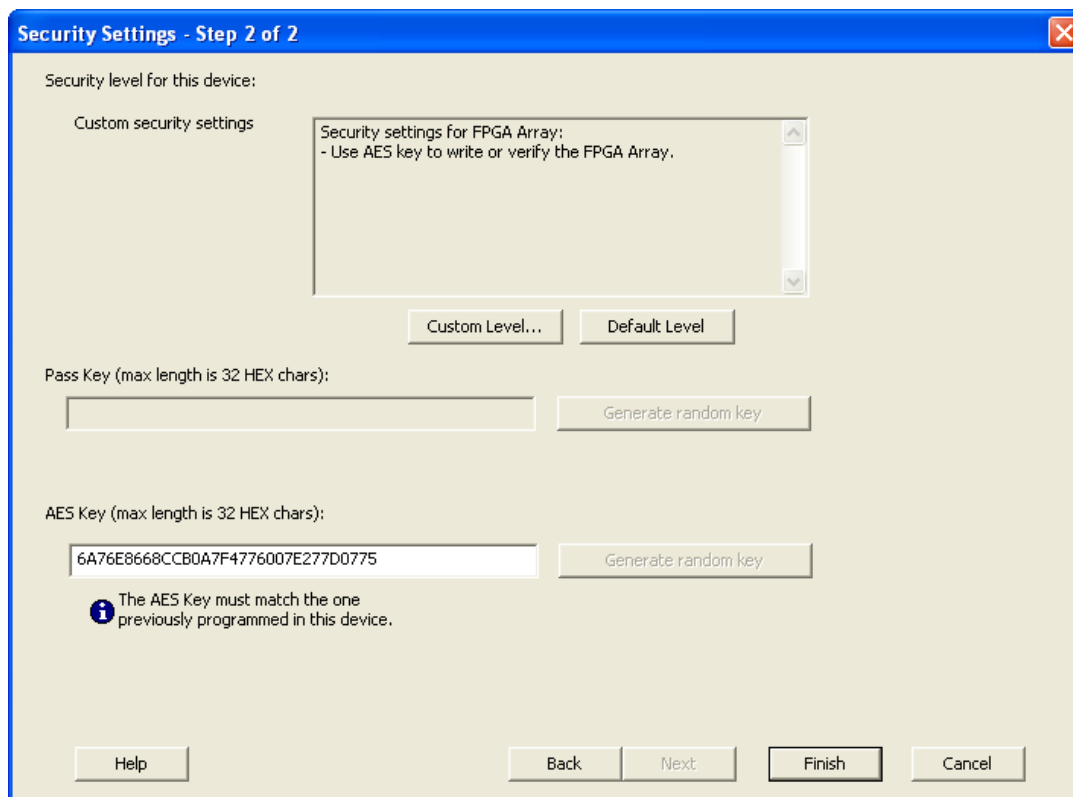 Security Settings - Step 2 of 2
Security level for this device:
Custom security settings
Security settings for FPGA Array:
- Use AES key to write or verify the FPGA Array.
Custom Level...
Default Level
Pass Key (max length is 32 HEX chars):
Generate random key
AES Key (max length is 32 HEX chars):
6A76E8668CCB0A7F4776007E277D0775
Generate random key
The AES Key must match the one
previously programmed in this device.
Help
Back
Next
Finish
Cancel